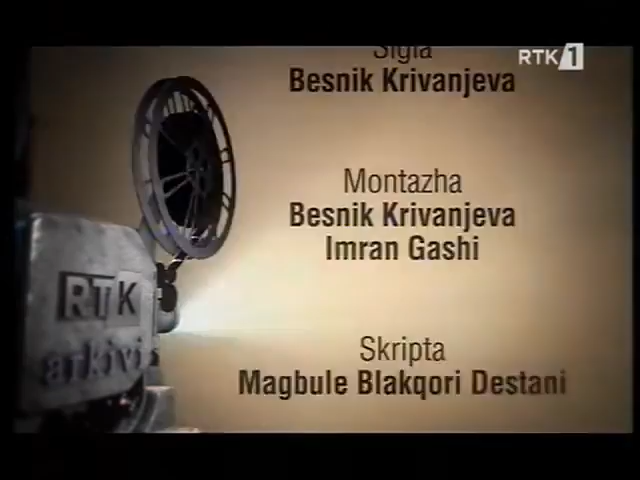 RTK 1
Sigla
Besnik Krivanjeva
Montazha
Besnik Krivanjeva
Imran Gashi
RTK
arkivi
Skripta
Magbule Blakqori Destani